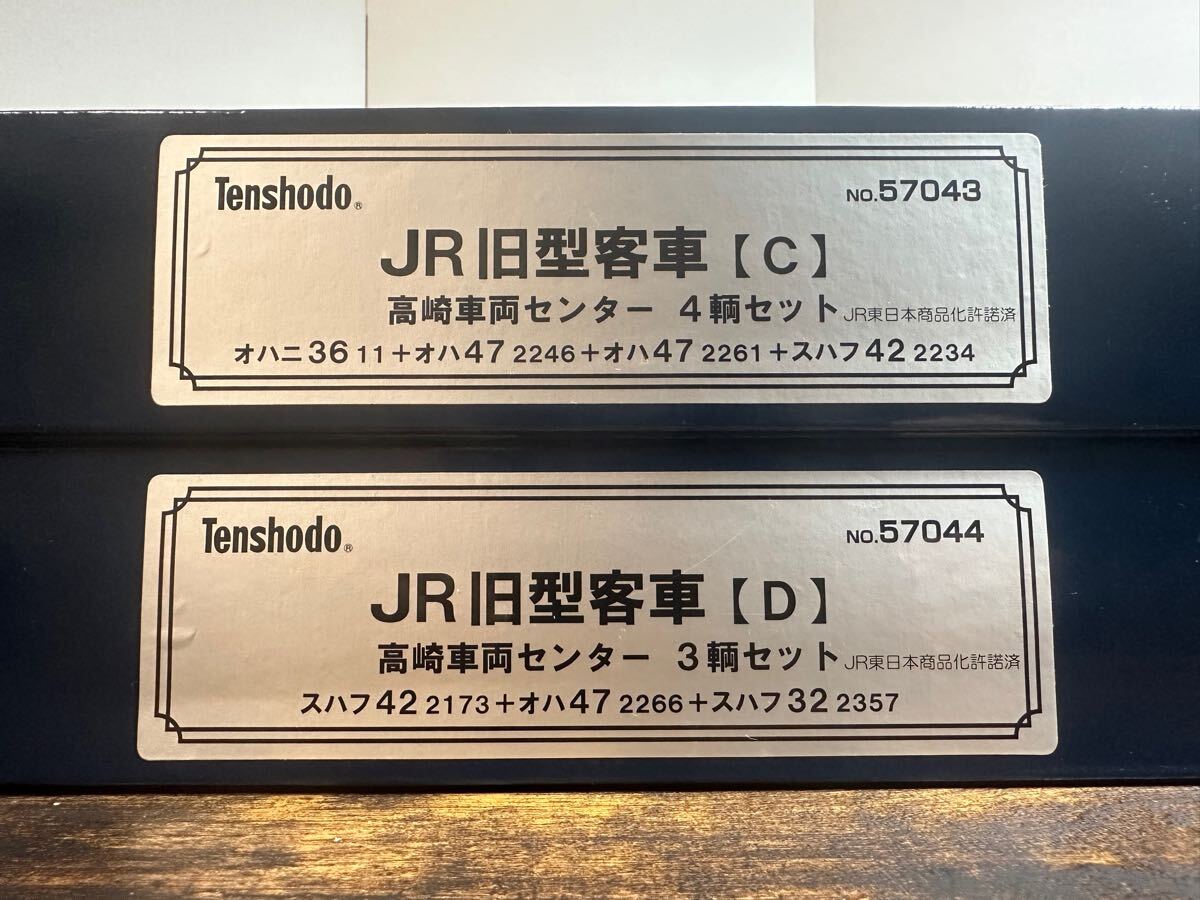 Tenshodo® NO.57043
JR旧型客車【C】
高崎車両センター 4輌セット JR東日本商品化許諾済
オハニ36 11+オハ47 2246+オハ47 2261+スハフ42 2234
Tenshodo® NO.57044
JR旧型客車【D】
高崎車両センター 3輌セット JR東日本商品化許諾済
スハフ42 2173+オハ47 2266+スハフ32 2357